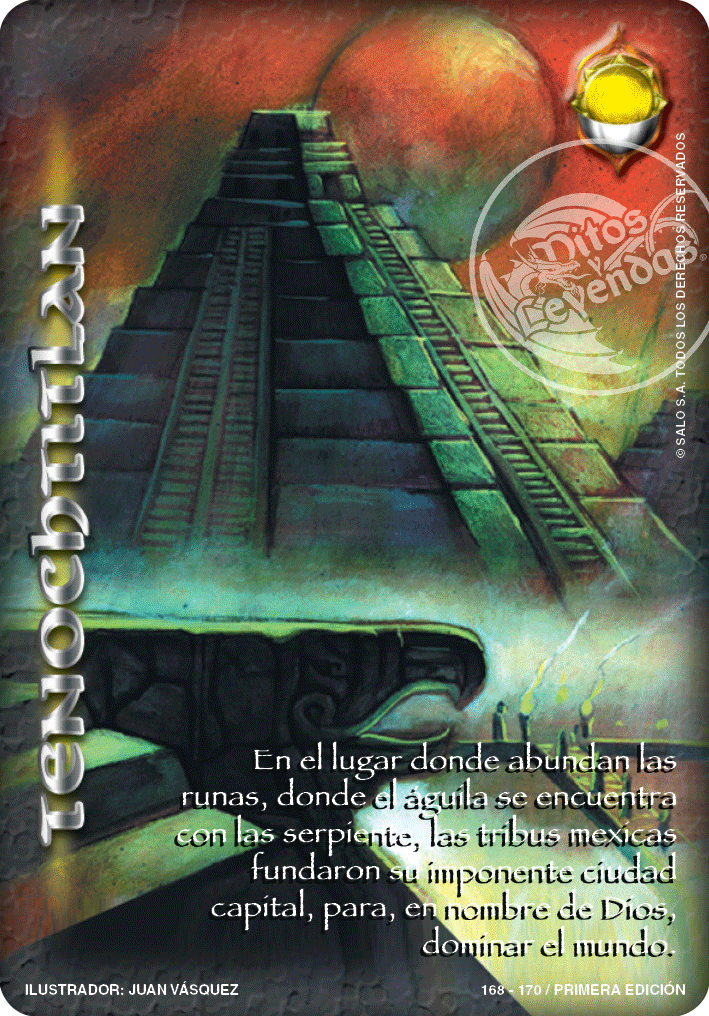 TENOCHTITLAN
Mitos
y
Leyendas
®
© SALO S.A. TODOS LOS DERECHOS RESERVADOS
En el lugar donde abundan las
runas, donde el águila se encuentra
con las serpiente, las tribus mexicas
fundaron su imponente ciudad
capital, para, en nombre de Dios,
dominar el mundo.
ILUSTRADOR: JUAN VÁSQUEZ
168 - 170 / PRIMERA EDICIÓN